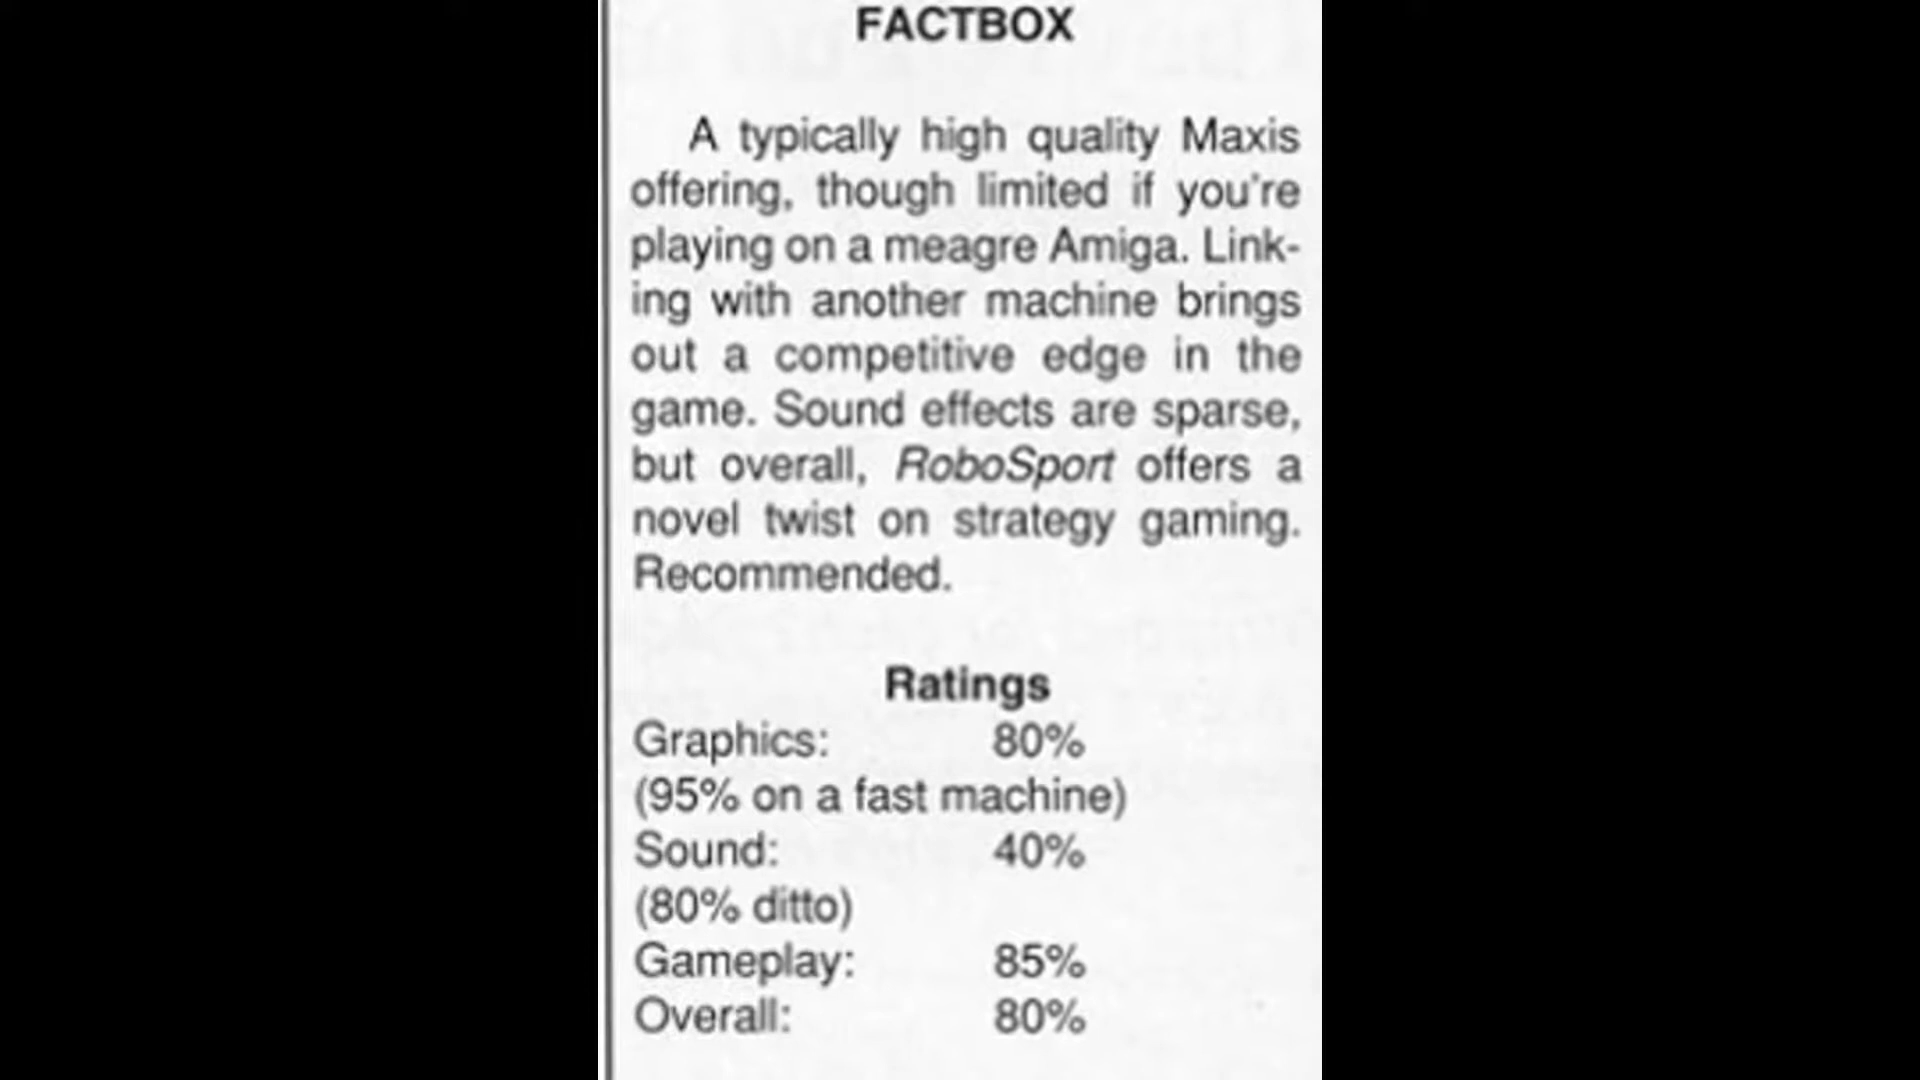 FACTBOX
A typically high quality Maxis
offering, though limited if you're
playing on a meagre Amiga. Link-
ing with another machine brings
out a competitive edge in the
game. Sound effects are sparse,
but overall, RoboSport offers a
novel twist on strategy gaming.
Recommended.
Ratings
Graphics: 80%
(95% on a fast machine)
Sound: 40%
(80% ditto)
Gameplay: 85%
Overall: 80%